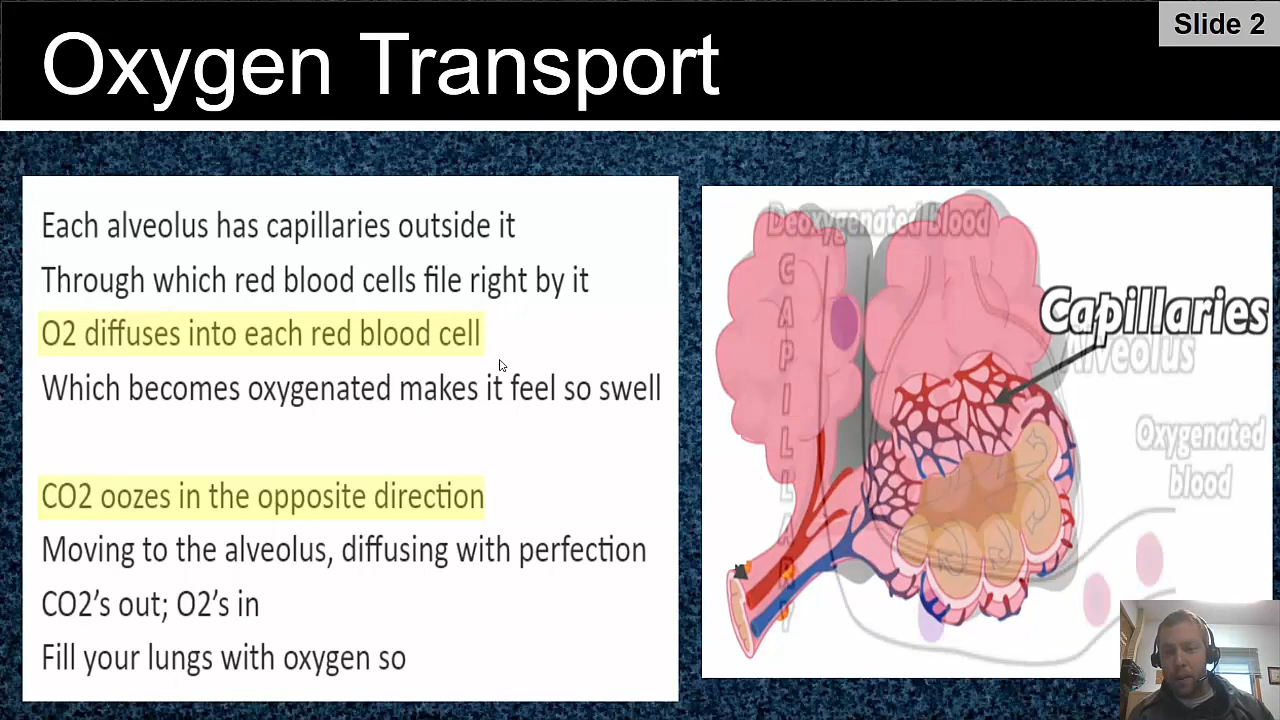 Slide 2
Oxygen Transport
Each alveolus has capillaries outside it
Through which red blood cells file right by it
O2 diffuses into each red blood cell
Which becomes oxygenated makes it feel so swell
CO2 oozes in the opposite direction
Moving to the alveolus, diffusing with perfection
CO2’s out; O2’s in
Fill your lungs with oxygen so
Deoxygenated blood
CAPILLARY
Capillaries
Alveolus
Oxygenated
blood